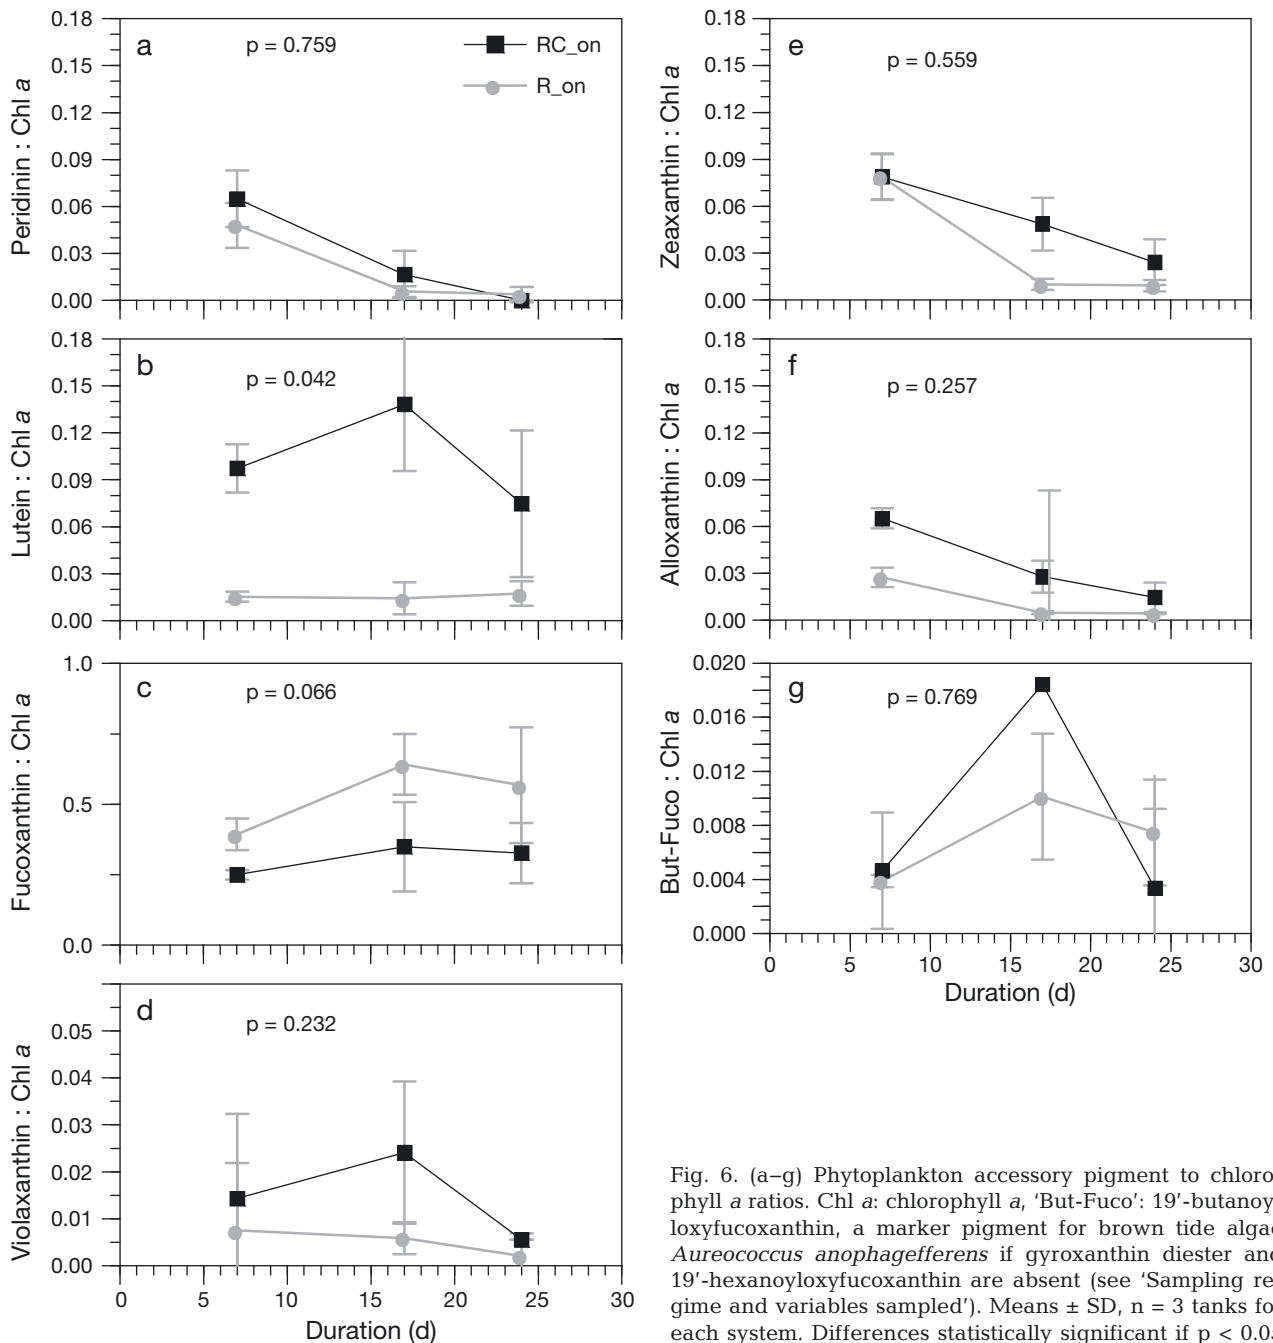 a
p = 0.759
RC_on
R_on
Peridinin : Chl a
0.18
0.15
0.12
0.09
0.06
0.03
0.00
b
p = 0.042
Lutein : Chl a
0.18
0.15
0.12
0.09
0.06
0.03
0.00
c
p = 0.066
Fucoxanthin : Chl a
1.0
0.5
0.0
d
p = 0.232
Violaxanthin : Chl a
0.05
0.04
0.03
0.02
0.01
0.00
0 5 10 15 20 25 30
Duration (d)
e
p = 0.559
Zeaxanthin : Chl a
0.18
0.15
0.12
0.09
0.06
0.03
0.00
f
p = 0.257
Alloxanthin : Chl a
0.18
0.15
0.12
0.09
0.06
0.03
0.00
g
p = 0.769
But-Fuco : Chl a
0.020
0.016
0.012
0.008
0.004
0.000
0 5 10 15 20 25 30
Duration (d)
Fig. 6. (a–g) Phytoplankton accessory pigment to chloro-
phyll a ratios. Chl a: chlorophyll a, ‘But-Fuco’: 19’-butanoy-
loxyfucoxanthin, a marker pigment for brown tide algae
Aureococcus anophagefferens if gyroxanthin diester and
19’-hexanoyloxyfucoxanthin are absent (see ‘Sampling re-
gime and variables sampled’). Means ± SD, n = 3 tanks fo
each system. Differences statistically significant if p < 0.0